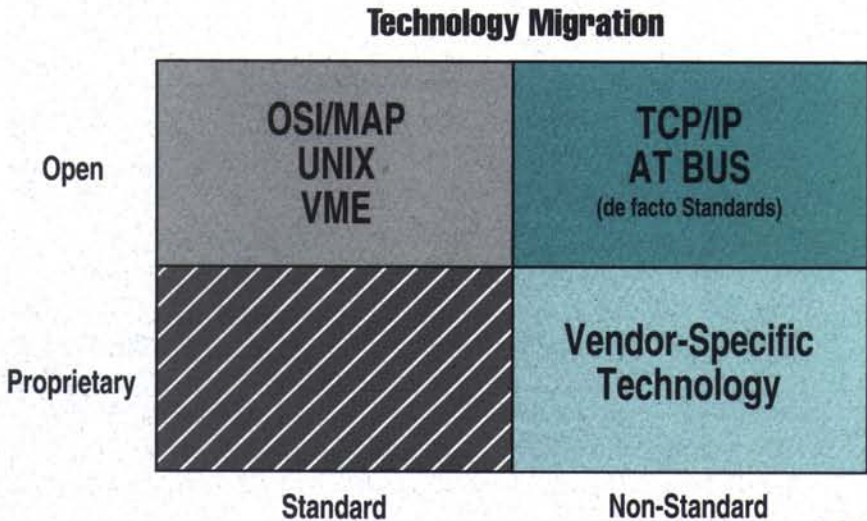 Technology Migration
Open
OSI/MAP
UNIX
VME
TCP/IP
AT BUS
(de facto Standards)
Proprietary
Vendor-Specific
Technology
Standard
Non-Standard